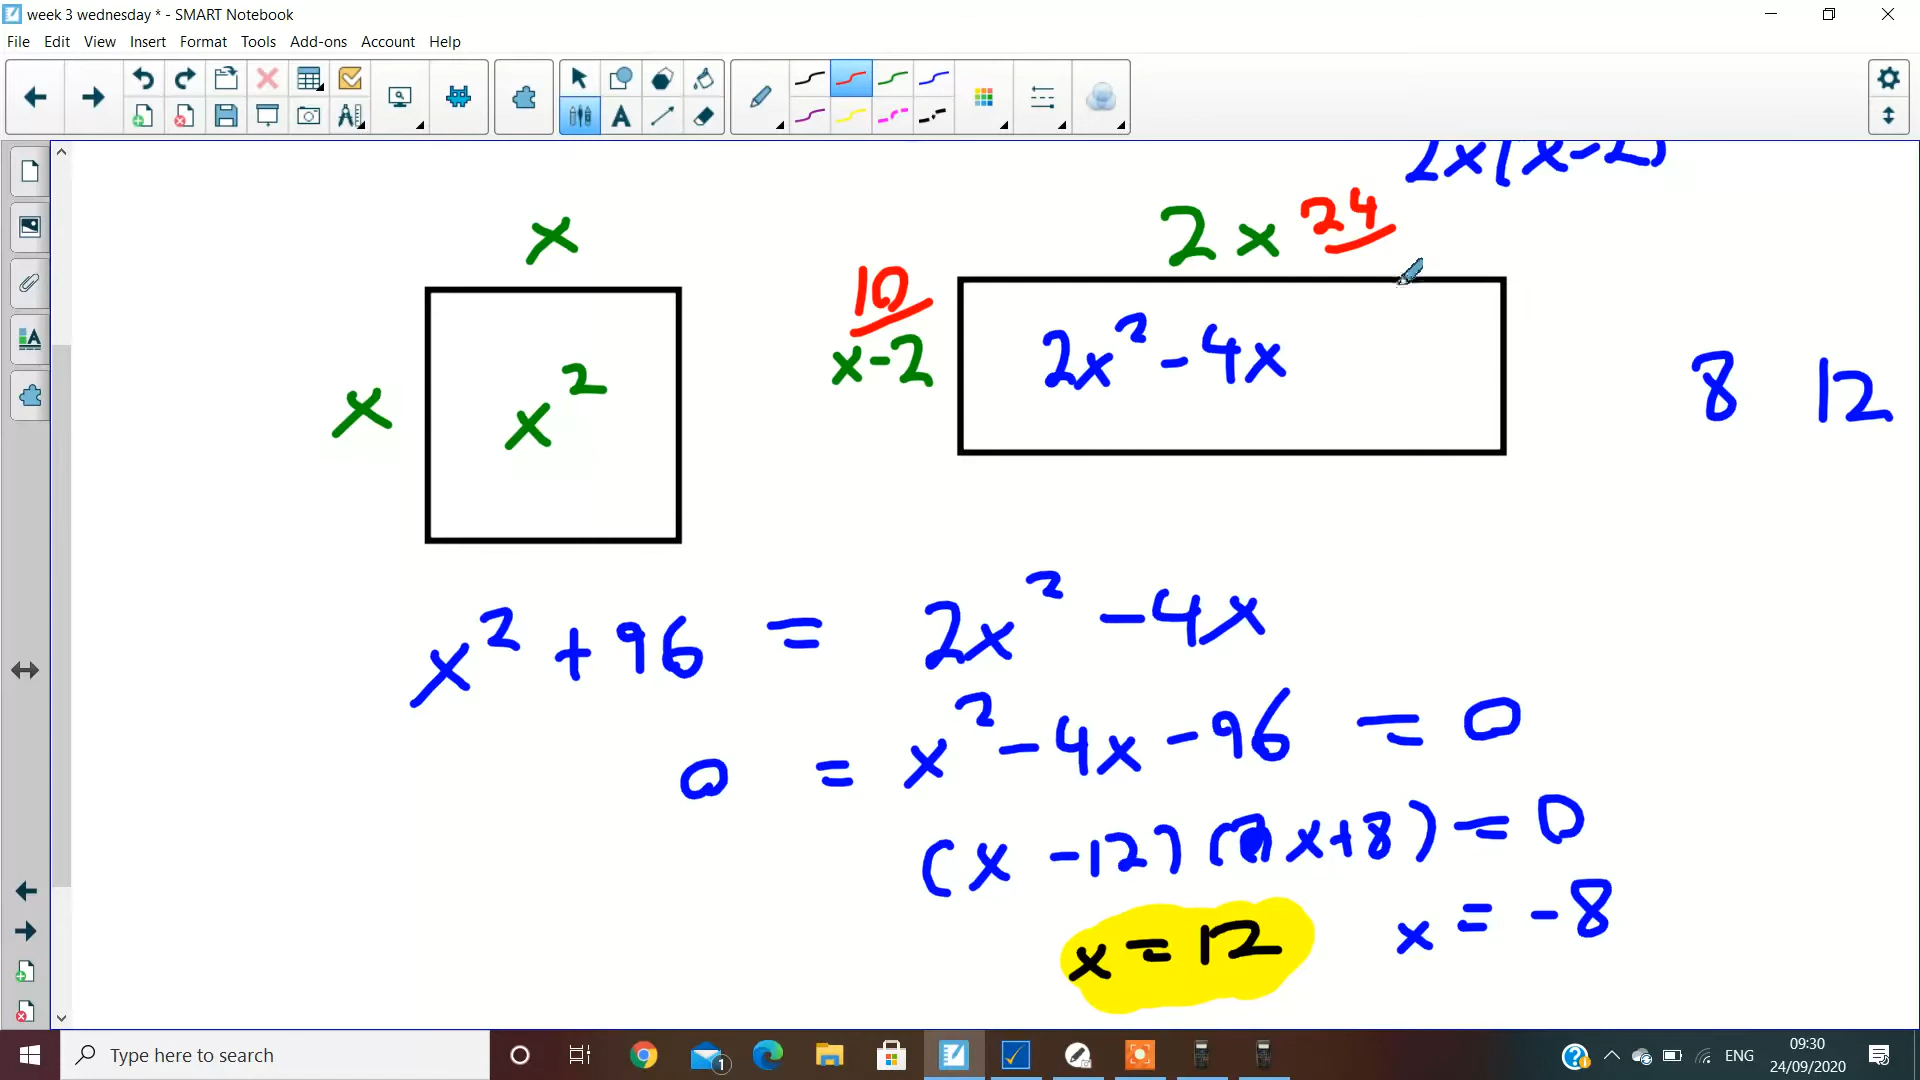 week 3 wednesday * - SMART Notebook
File Edit View Insert Format Tools Add-ons Account Help
2x(x-2)
x
2x 24
10
x-2
2x² - 4x
x
x²
8 12
x² + 96 = 2x² - 4x
0 = x² - 4x - 96 = 0
(x - 12) (x + 8) = 0
x = 12
x = -8
Type here to search
1
ENG
09:30
24/09/2020